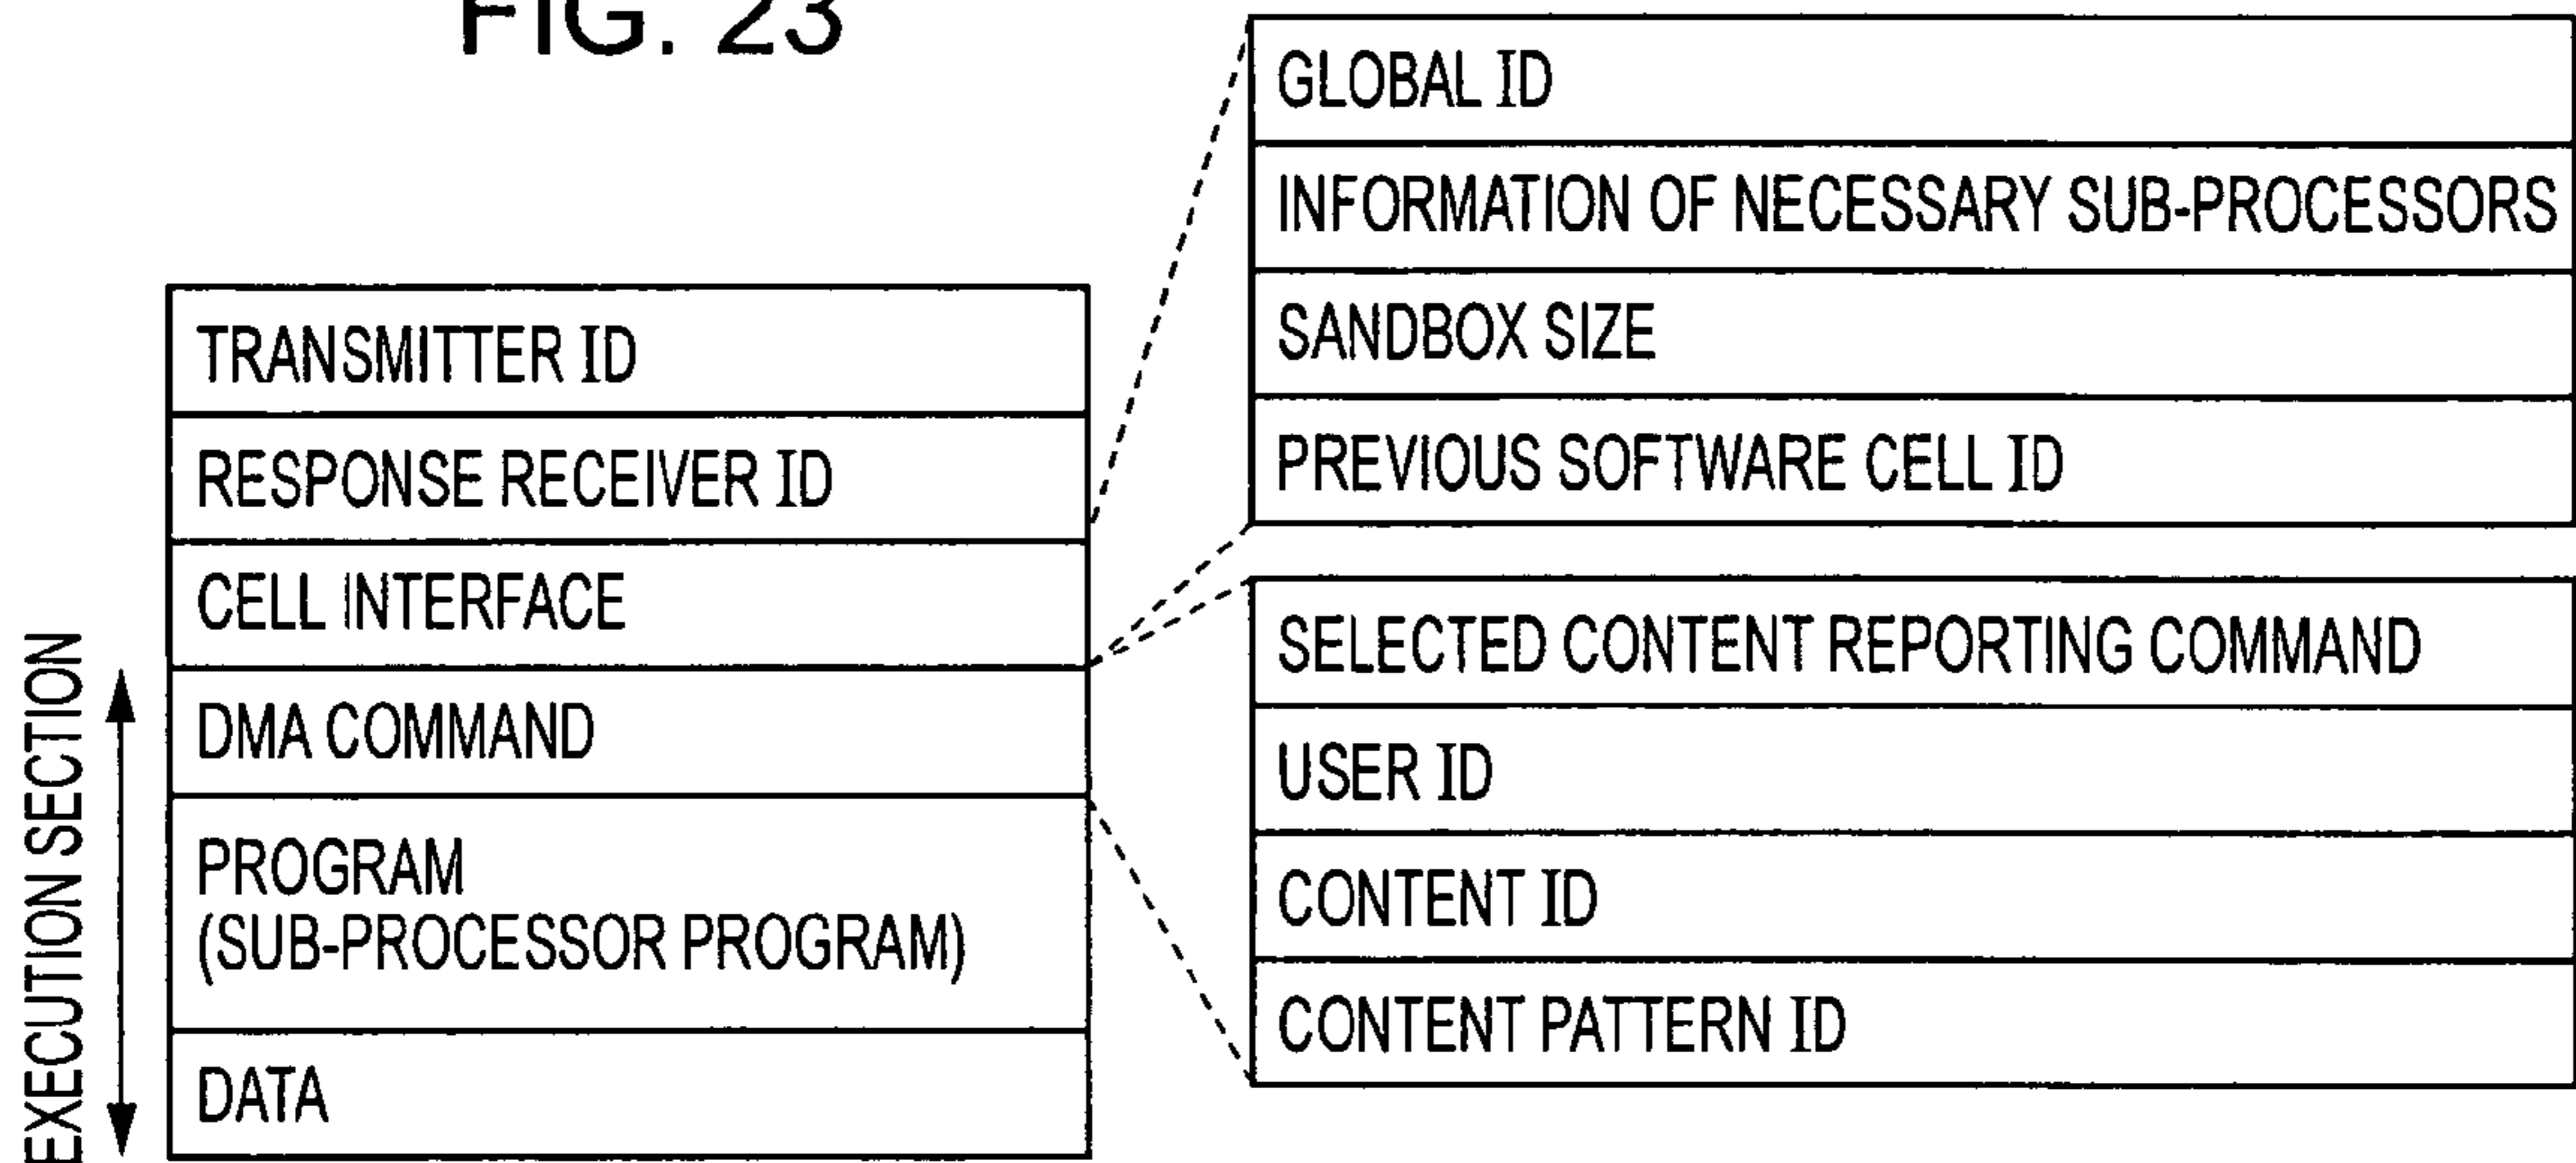 FIG. 23
TRANSMITTER ID
RESPONSE RECEIVER ID
CELL INTERFACE
DMA COMMAND
PROGRAM
(SUB-PROCESSOR PROGRAM)
DATA
EXECUTION SECTION
GLOBAL ID
INFORMATION OF NECESSARY SUB-PROCESSORS
SANDBOX SIZE
PREVIOUS SOFTWARE CELL ID
SELECTED CONTENT REPORTING COMMAND
USER ID
CONTENT ID
CONTENT PATTERN ID